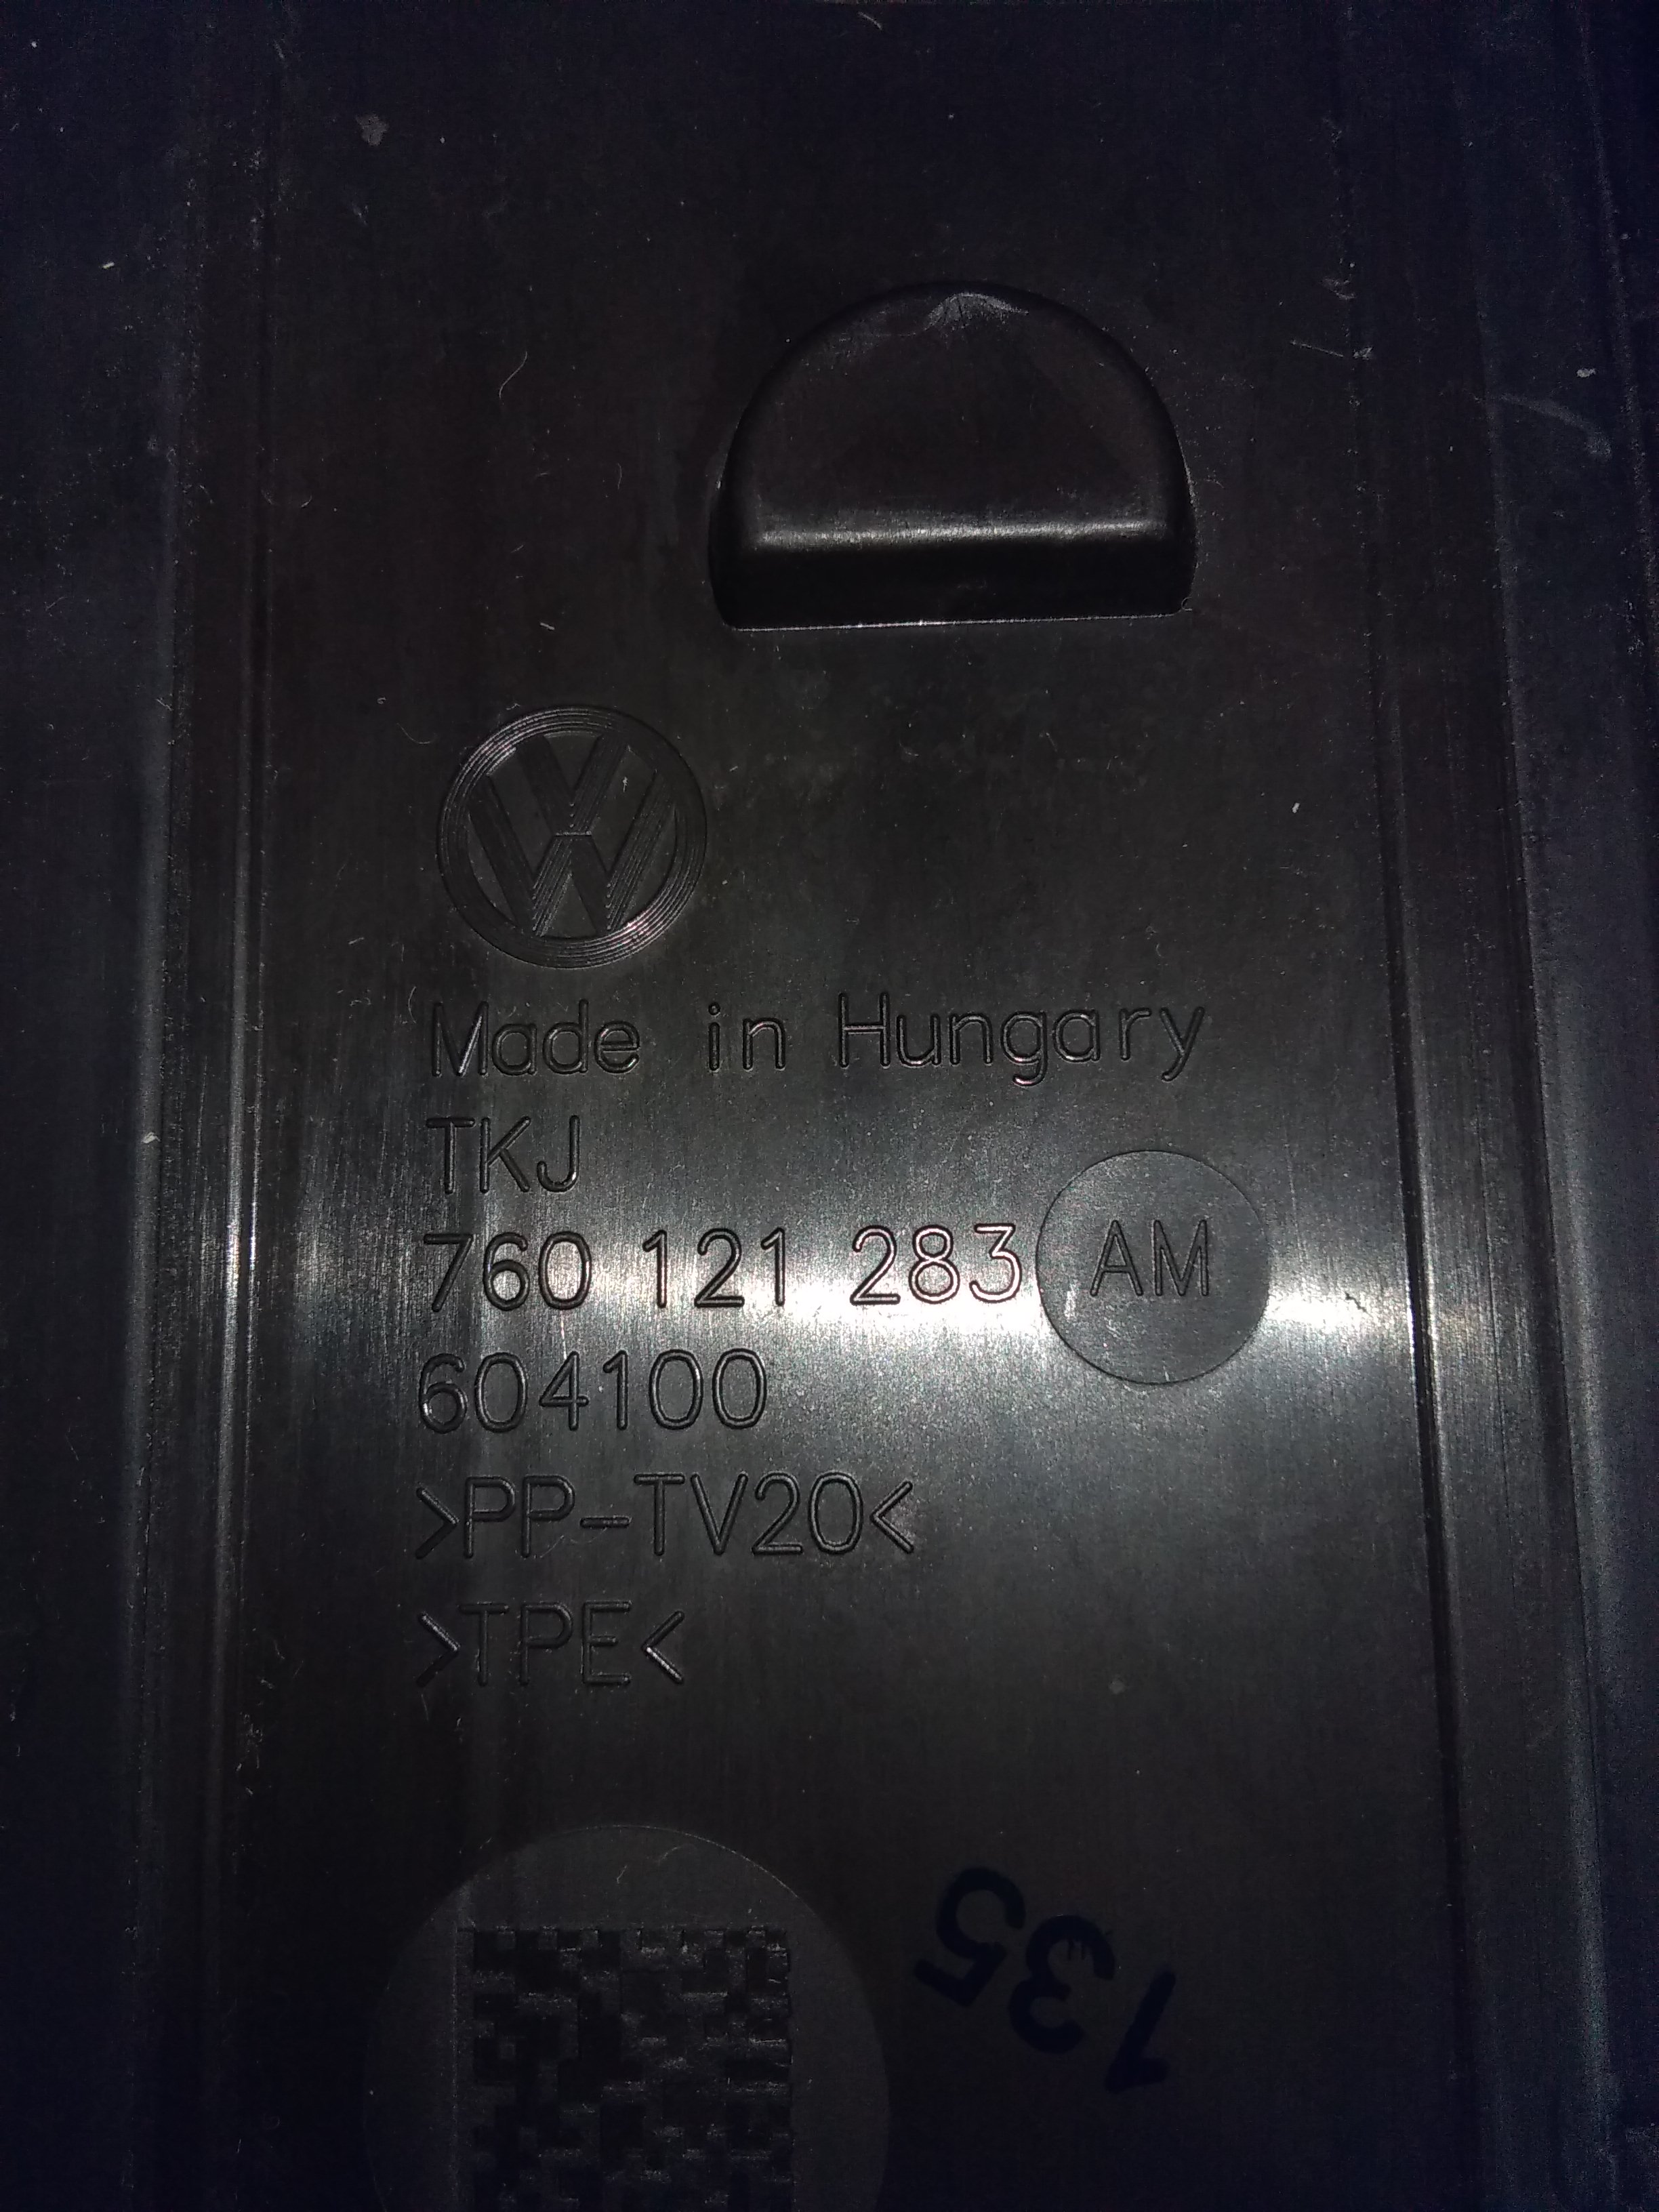 Made in Hungary
TKJ
760 121 283 AM
604100
>PP-TV20<
>TPE<
135